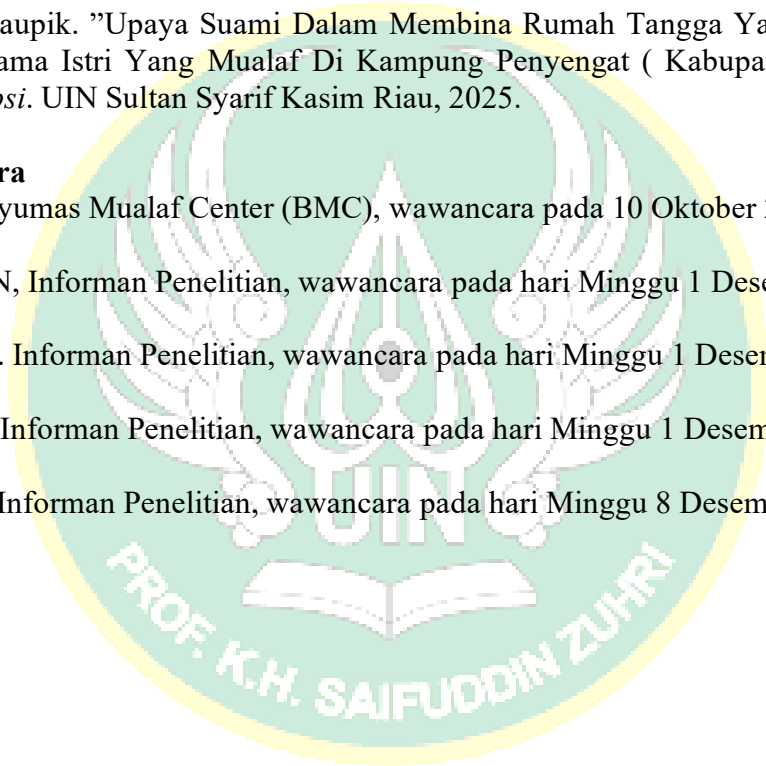 aupik. ”Upaya Suami Dalam Membina Rumah Tangga Ya
ama Istri Yang Mualaf Di Kampung Penyengat ( Kabupa
osi. UIN Sultan Syarif Kasim Riau, 2025.
ra
yumas Mualaf Center (BMC), wawancara pada 10 Oktober
N, Informan Penelitian, wawancara pada hari Minggu 1 Dese
. Informan Penelitian, wawancara pada hari Minggu 1 Desem
Informan Penelitian, wawancara pada hari Minggu 1 Desem
Informan Penelitian, wawancara pada hari Minggu 8 Desem
UIN
PROF. K.H. SAIFUDDIN ZUHRI